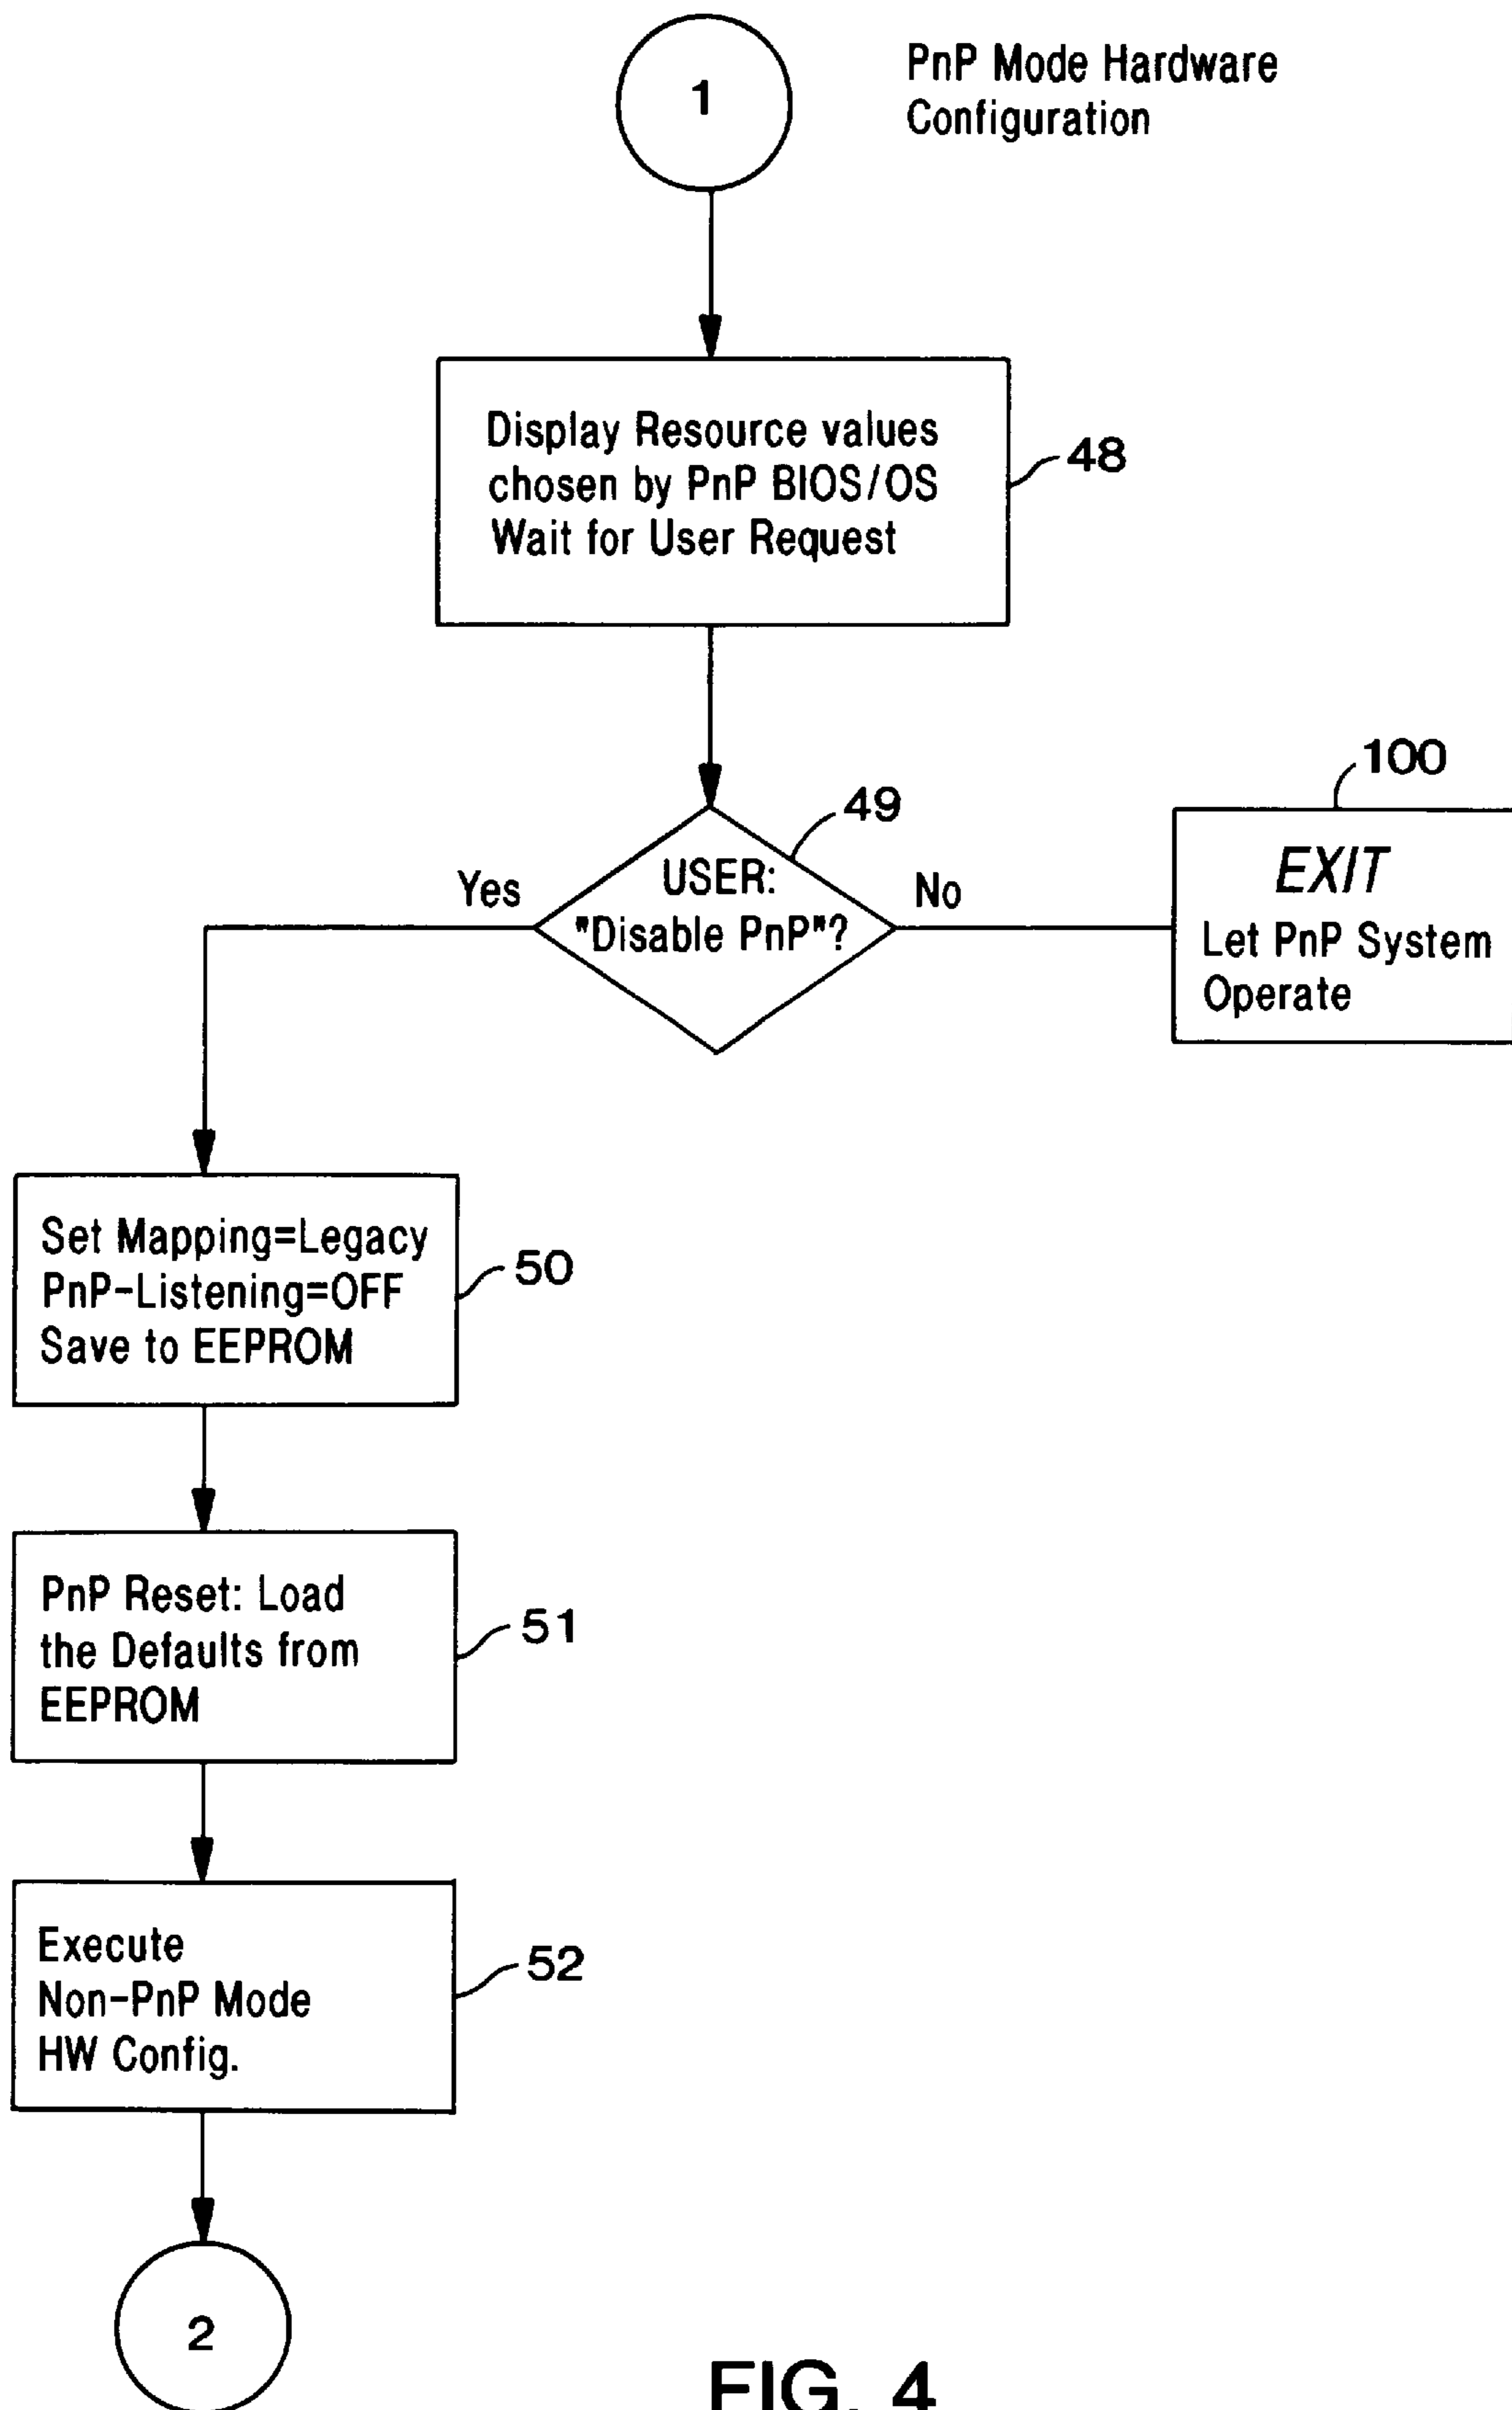 1
PnP Mode Hardware
Configuration
Display Resource values
chosen by PnP BIOS/OS
Wait for User Request
48
49
100
Yes
USER:
"Disable PnP"?
No
EXIT
Let PnP System
Operate
Set Mapping=Legacy
PnP-Listening=OFF
Save to EEPROM
50
PnP Reset: Load
the Defaults from
EEPROM
51
Execute
Non-PnP Mode
HW Config.
52
2
FIG. 4